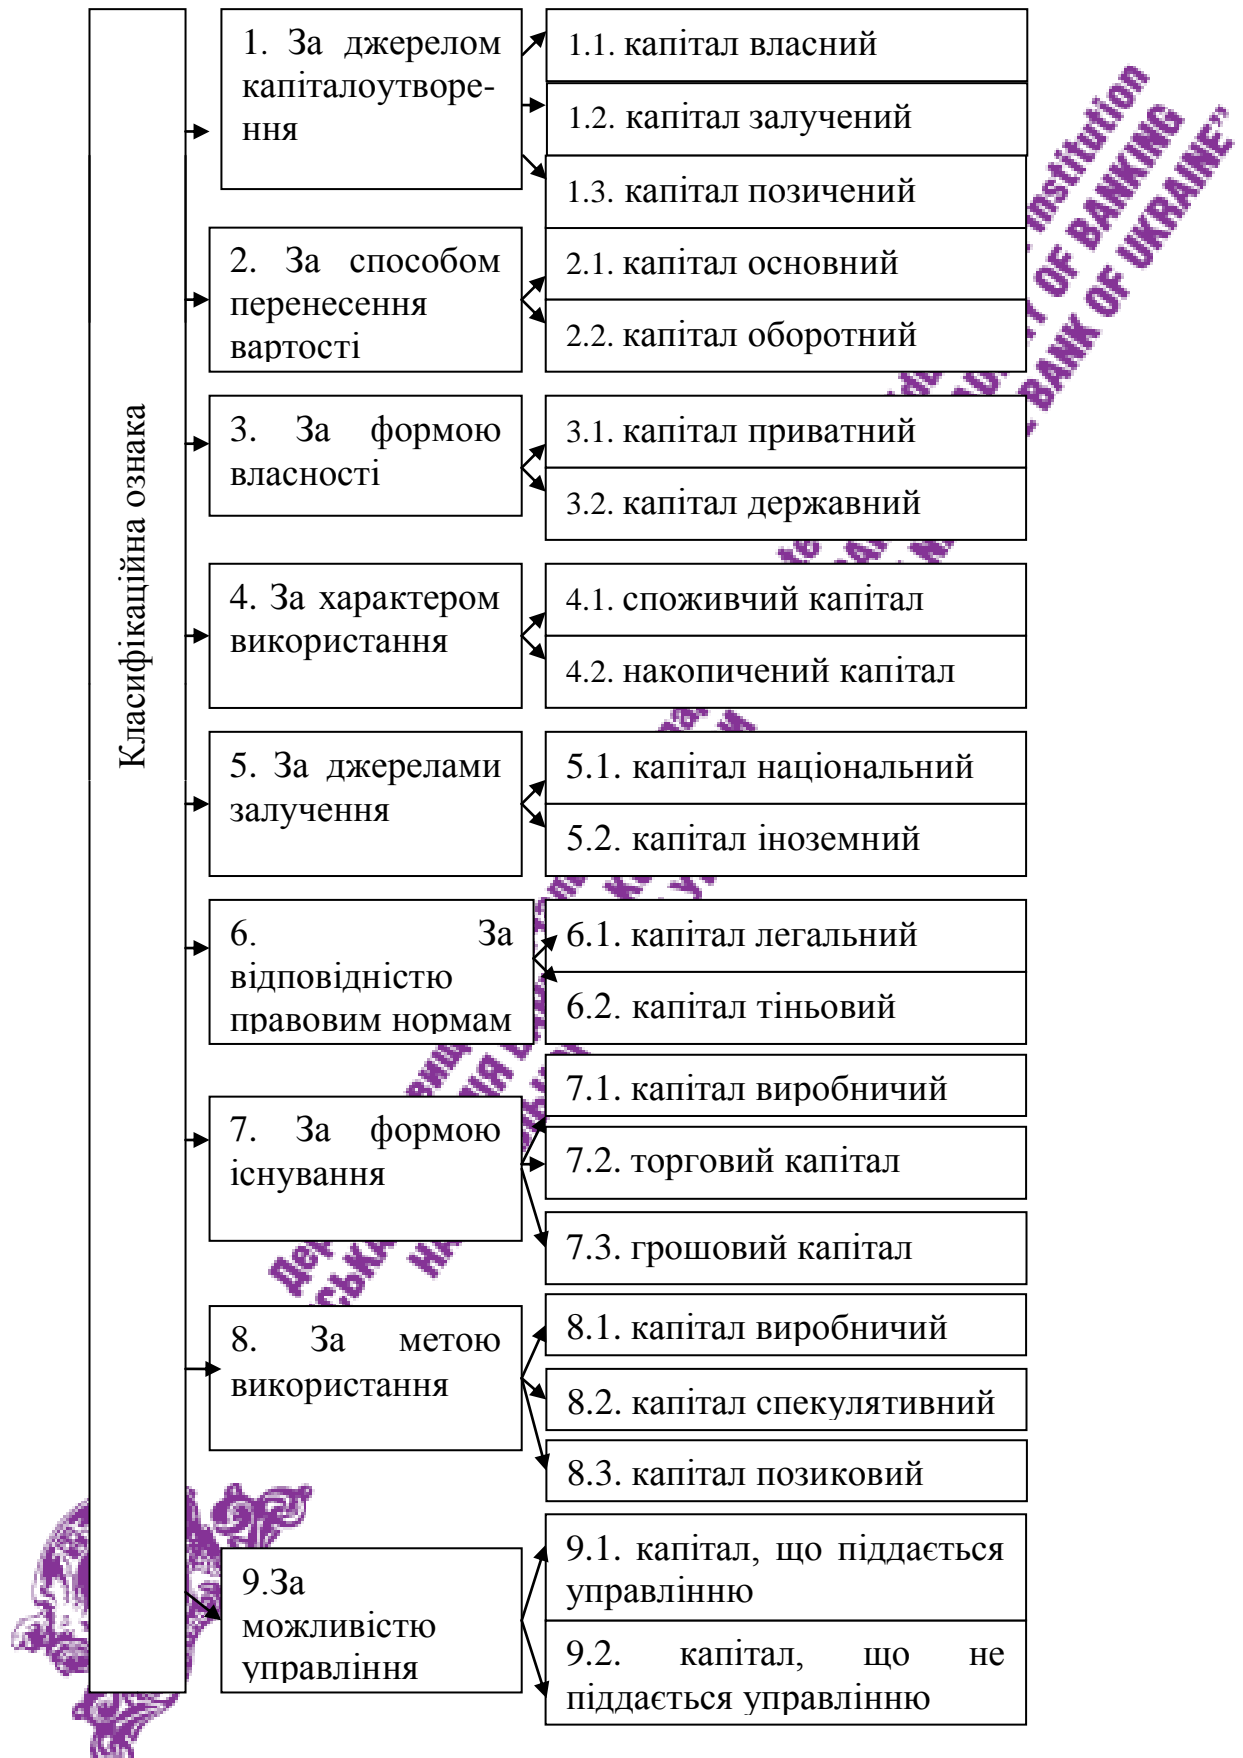 Класифікаційна ознака
1. За джерелом
капіталоутворе-
ння
1.1. капітал власний
1.2. капітал залучений
1.3. капітал позичений
2. За способом
перенесення
вартості
2.1. капітал основний
2.2. капітал оборотний
3. За формою
власності
3.1. капітал приватний
3.2. капітал державний
4. За характером
використання
4.1. споживчий капітал
4.2. накопичений капітал
5. За джерелами
залучення
5.1. капітал національний
5.2. капітал іноземний
6. За
відповідністю
правовим нормам
6.1. капітал легальний
6.2. капітал тіньовий
7. За формою
існування
7.1. капітал виробничий
7.2. торговий капітал
7.3. грошовий капітал
8. За метою
використання
8.1. капітал виробничий
8.2. капітал спекулятивний
8.3. капітал позиковий
9.За
можливістю
управління
9.1. капітал, що піддається
управлінню
9.2. капітал, що не
піддається управлінню
Institution
OF BANKING
BANK OF UKRAINE”